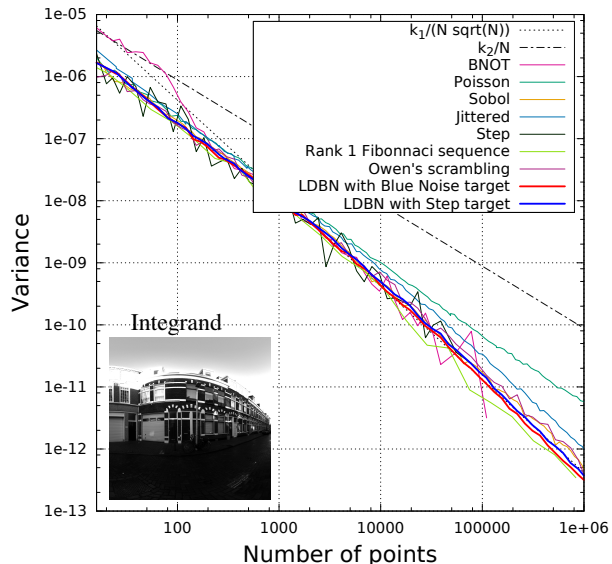 1e-05
1e-06
1e-07
1e-08
1e-09
1e-10
1e-11
1e-12
1e-13
Variance
k1/(N sqrt(N))
k2/N
BNOT
Poisson
Sobol
Jittered
Step
Rank 1 Fibonnaci sequence
Owen's scrambling
LDBN with Blue Noise target
LDBN with Step target
Integrand
100 1000 10000 100000 1e+06
Number of points